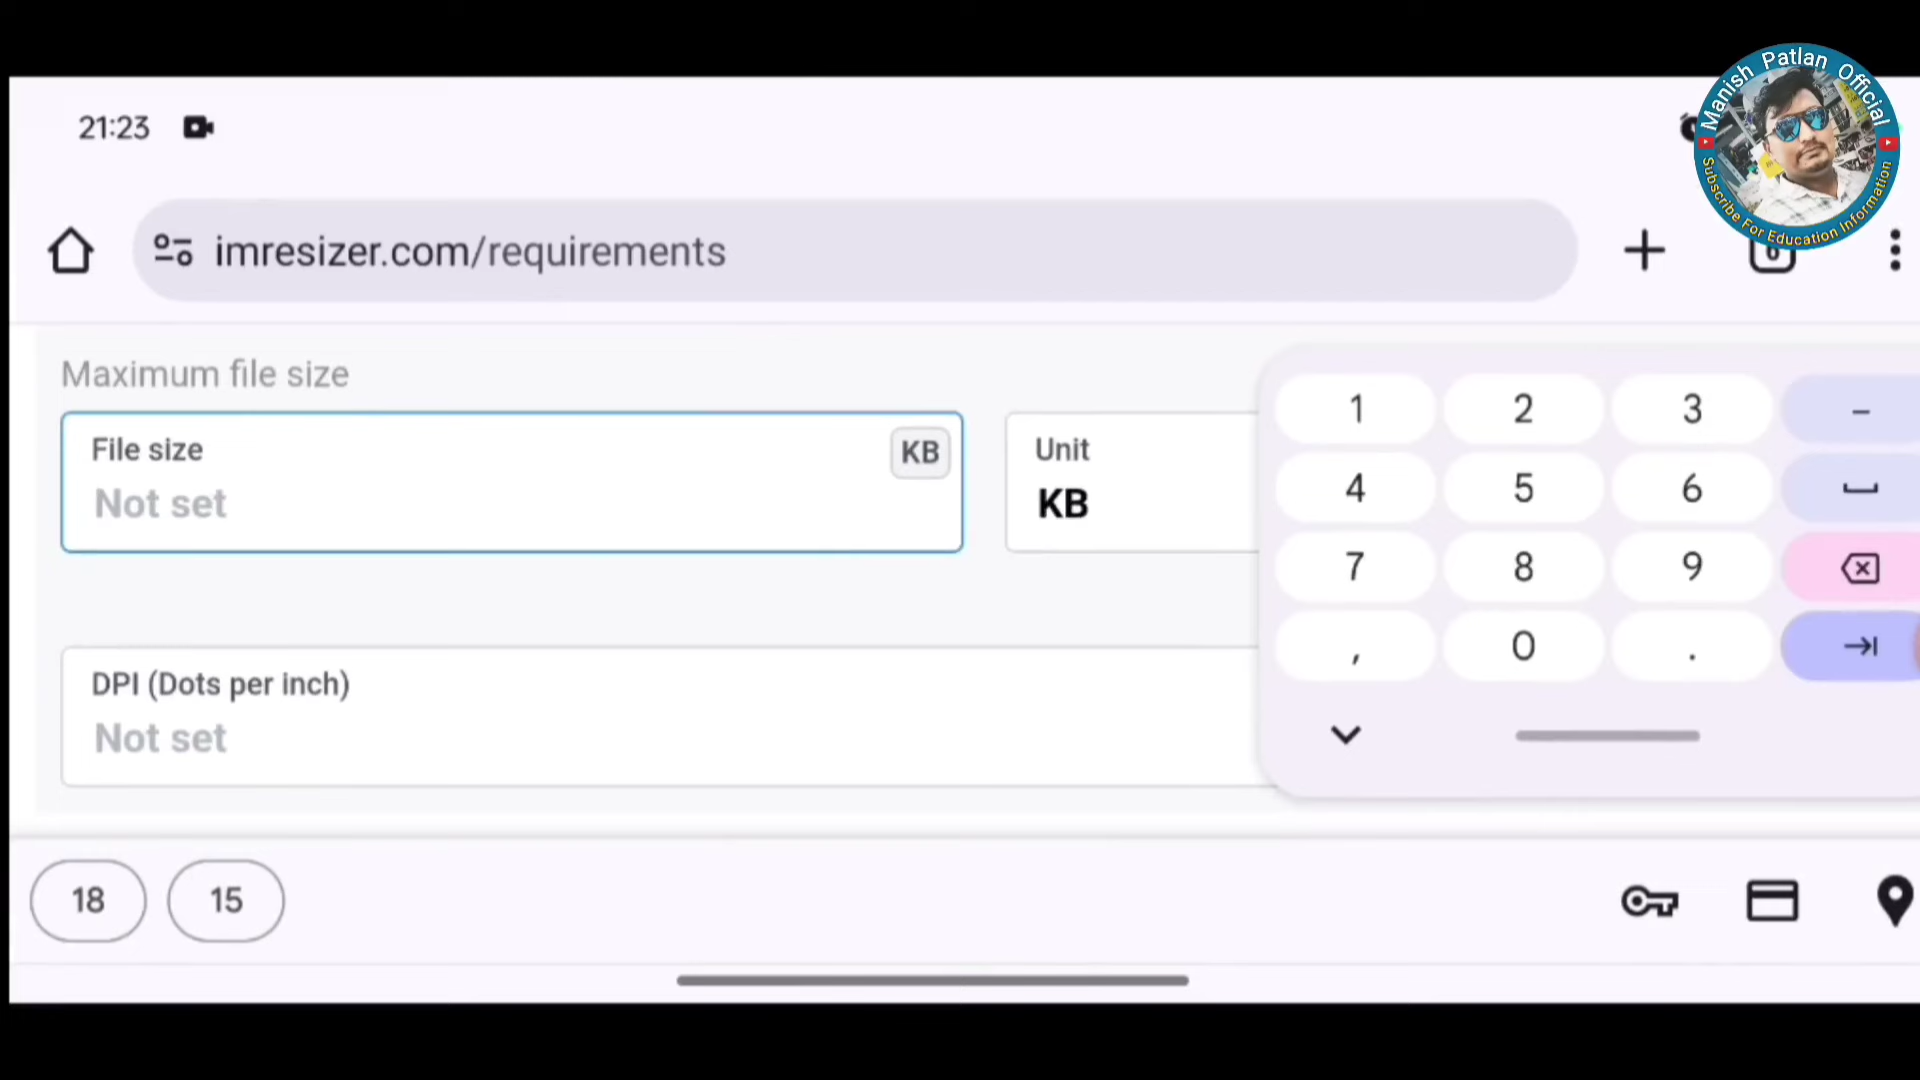 21:23
Manish Patlan Official
Subscribe For Education Information
imresizer.com/requirements
6
Maximum file size
File size
KB
Not set
Unit
KB
DPI (Dots per inch)
Not set
1 2 3 –
4 5 6
7 8 9
, 0 .
18 15